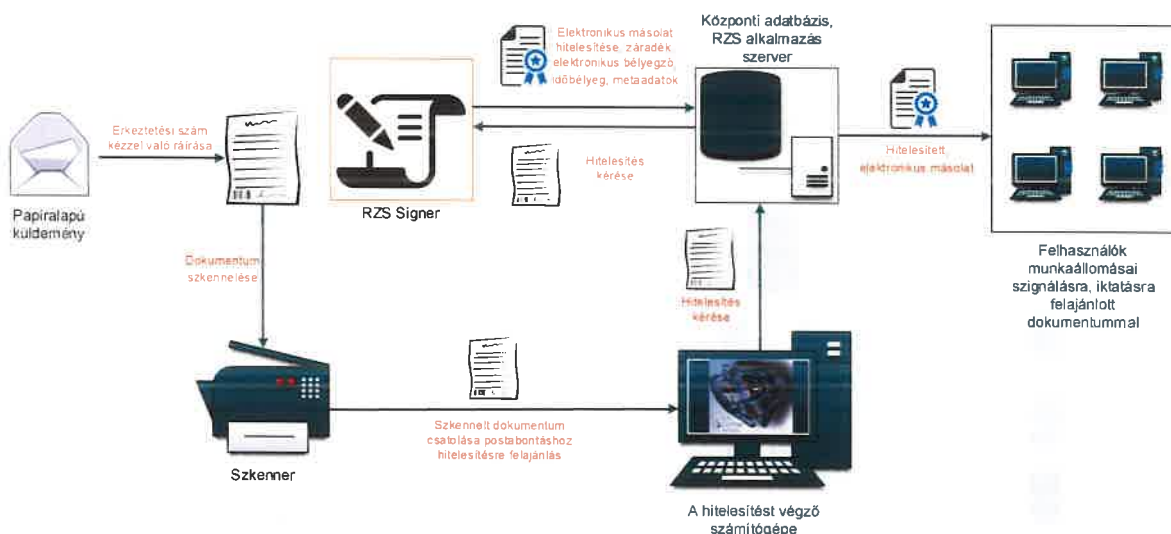 Papíralapú
küldemény
Érkeztetési szám
kézzel való ráírása
Dokumentum
szkennelése
Szkenner
Szkennelt dokumentum
csatolása postabontáshoz
hitelesítésre felajánlás
A hitelesítést végző
számítógépe
Hitelesítés
kérése
Központi adatbázis,
RZS alkalmazás
szerver
Hitelesítés
kérése
RZS Signer
Elektronikus másolat
hitelesítése, záradék,
elektronikus bélyegző,
időbélyeg, metaadatok
Hitelesített,
elektronikus másolat
Felhasználók
munkaállomásai
szignálásra, iktatásra
felajánlott
dokumentummal